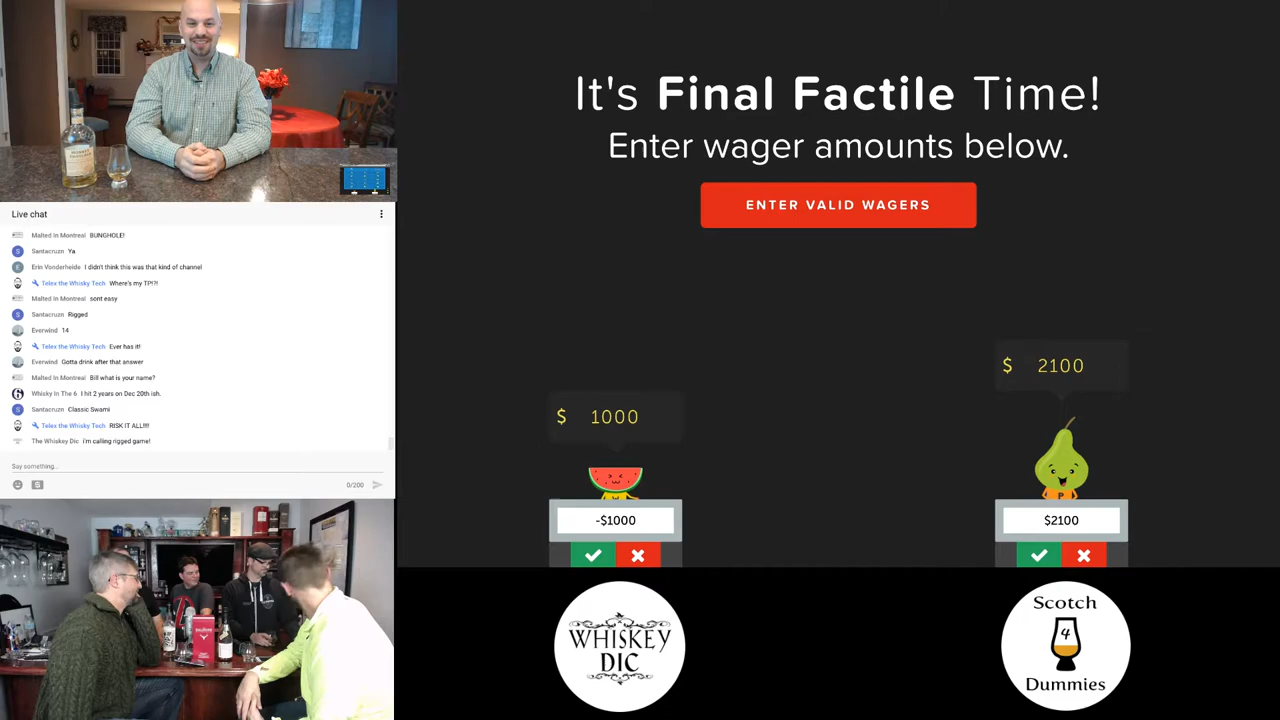 It's Final Factile Time!
Enter wager amounts below.
ENTER VALID WAGERS
Live chat
Malted In Montreal BUNGHOLE!
S Santacruzn Ya
E Erin Vonderheide I didn't think this was that kind of channel
Telex the Whisky Tech Where's my TP!?!
Malted In Montreal sont easy
S Santacruzn Rigged
Everwind 14
Telex the Whisky Tech Ever has it!
Everwind Gotta drink after that answer
Malted In Montreal Bill what is your name?
6 Whisky In The 6 I hit 2 years on Dec 20th ish.
S Santacruzn Classic Swami
Telex the Whisky Tech RISK IT ALL!!!!
The Whiskey Dic i'm calling rigged game!
Say something...
0/200
$ 1000
$ 2100
P
-$1000
$2100
WHISKEY
DIC
Scotch
4
Dummies